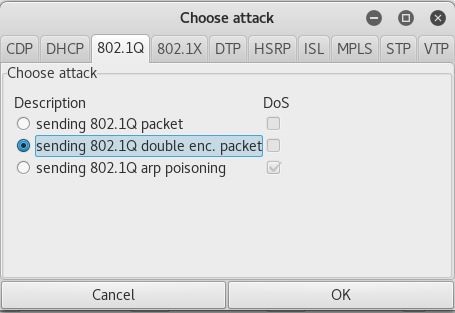 Choose attack
CDP DHCP 802.1Q 802.1X DTP HSRP ISL MPLS STP VTP
Choose attack
Description DoS
sending 802.1Q packet
sending 802.1Q double enc. packet
sending 802.1Q arp poisoning
Cancel OK